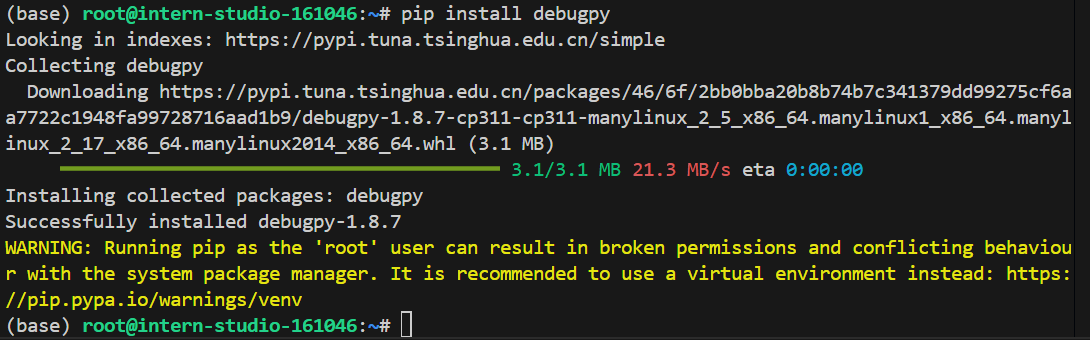 (base) root@intern-studio-161046:~# pip install debugpy
Looking in indexes: https://pypi.tuna.tsinghua.edu.cn/simple
Collecting debugpy
  Downloading https://pypi.tuna.tsinghua.edu.cn/packages/46/6f/2bb0bba20b8b74b7c341379dd99275cf6a
a7722c1948fa99728716aad1b9/debugpy-1.8.7-cp311-cp311-manylinux_2_5_x86_64.manylinux1_x86_64.manyl
inux_2_17_x86_64.manylinux2014_x86_64.whl (3.1 MB)
3.1/3.1 MB 21.3 MB/s eta 0:00:00
Installing collected packages: debugpy
Successfully installed debugpy-1.8.7
WARNING: Running pip as the 'root' user can result in broken permissions and conflicting behaviou
r with the system package manager. It is recommended to use a virtual environment instead: https:
//pip.pypa.io/warnings/venv
(base) root@intern-studio-161046:~#